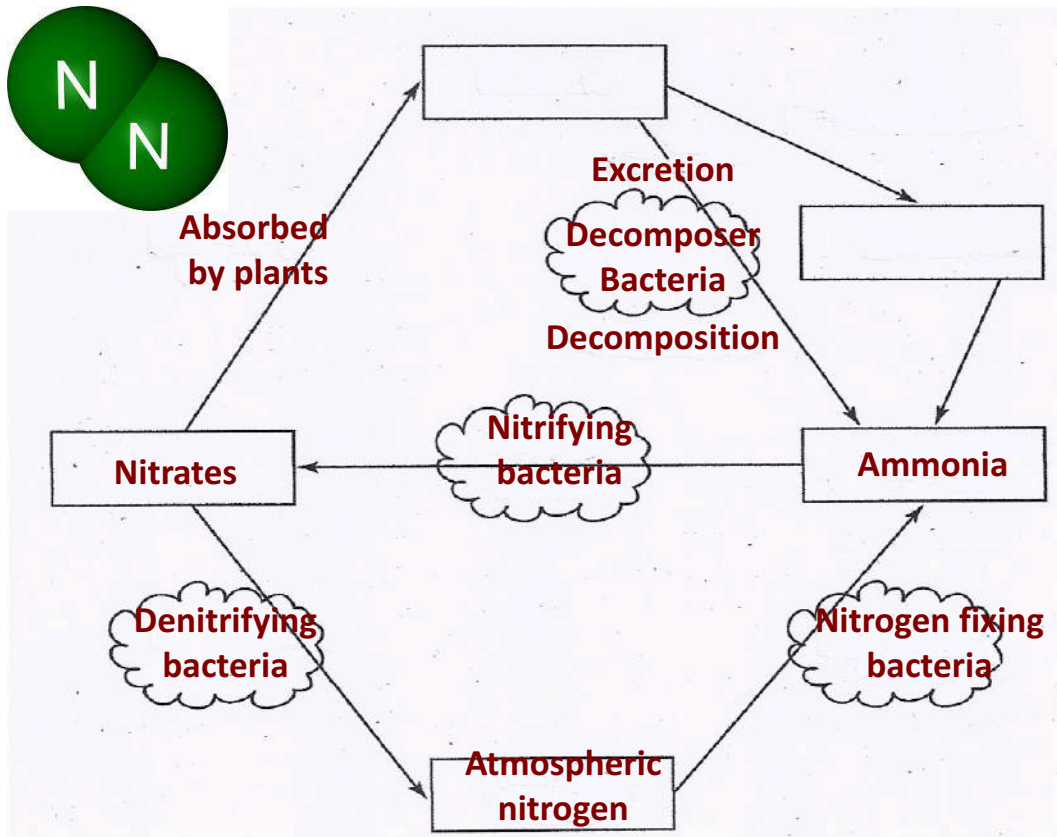 N
N
Excretion
Absorbed
by plants
Decomposer
Bacteria
Decomposition
Nitrifying
bacteria
Nitrates
Ammonia
Denitrifying
bacteria
Nitrogen fixing
bacteria
Atmospheric
nitrogen